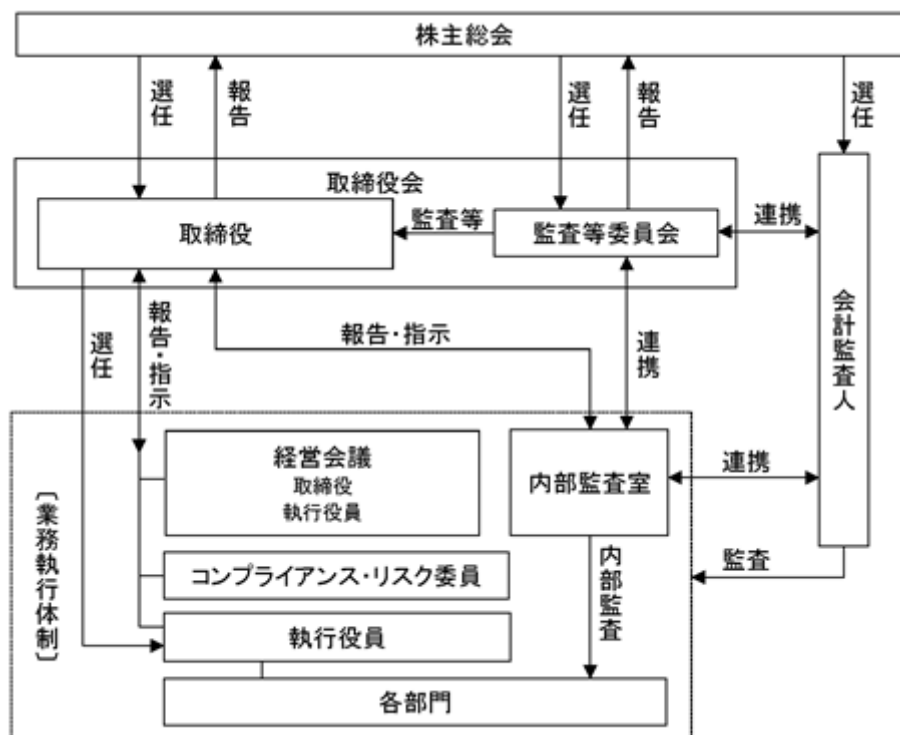 株主総会
選任
報告
選任
報告
選任
取締役会
取締役
監査等
監査等委員会
連携
会計監査人
選任
報告・指示
報告・指示
連携
経営会議
取締役
執行役員
内部監査室
連携
〔業務執行体制〕
コンプライアンス・リスク委員
内部監査
監査
執行役員
各部門